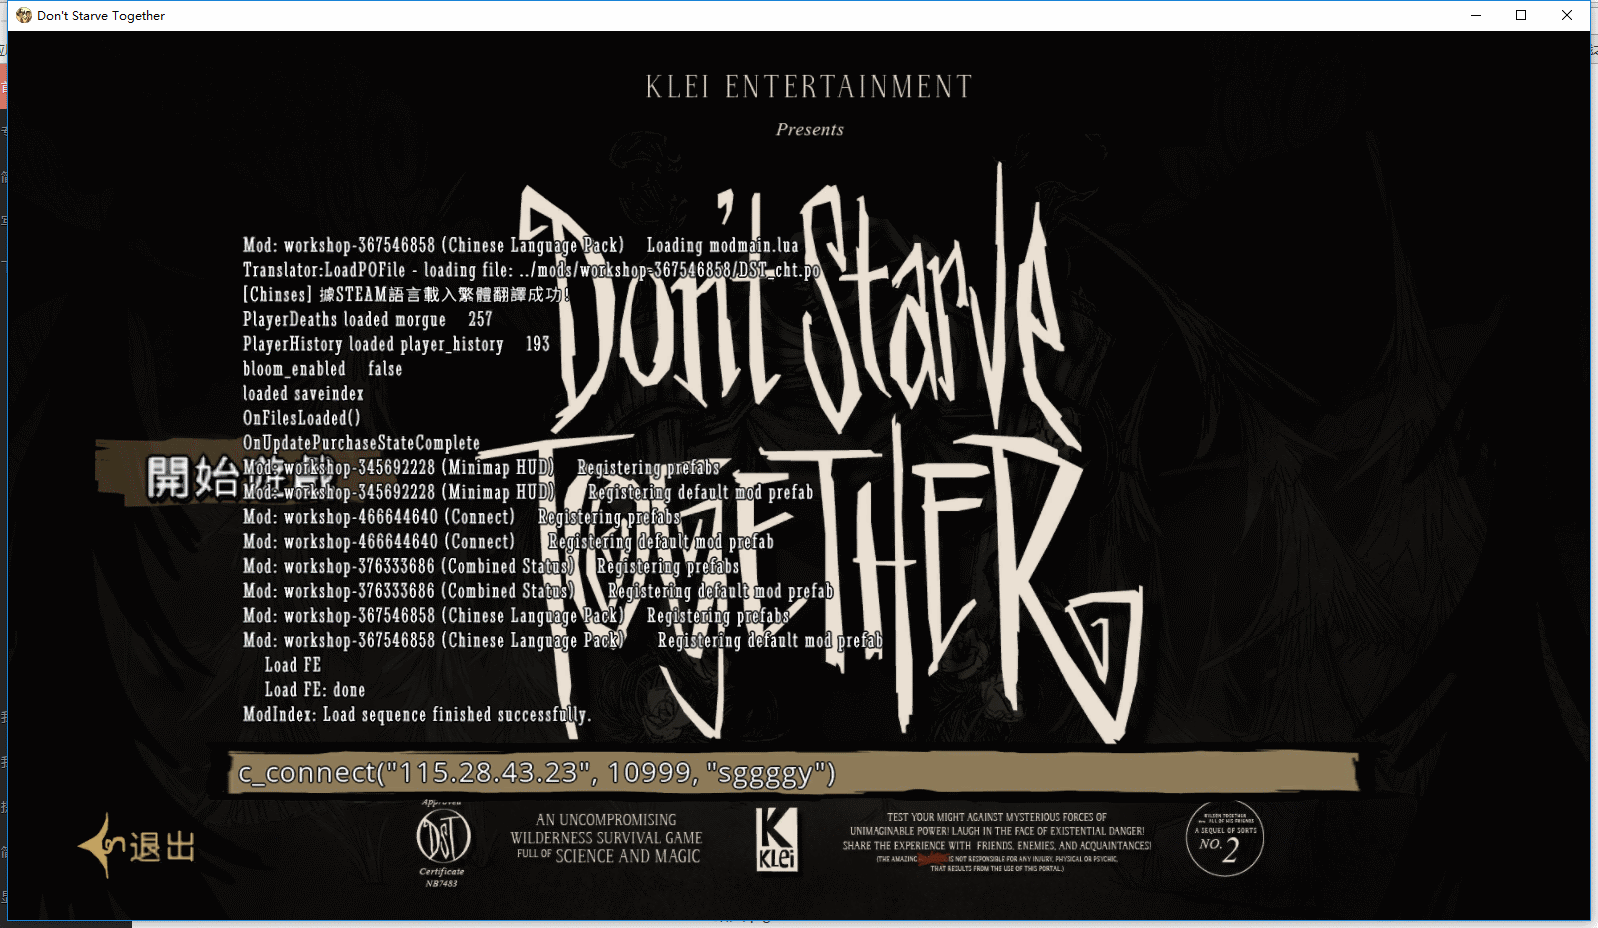 Don't Starve Together
KLEI ENTERTAINMENT
Presents
Don't Starve
TOGETHER
Mod: workshop-367546858 (Chinese Language Pack) Loading modmain.lua
Translator:LoadPOFile - loading file: ../mods/workshop-367546858/DST_cht.po
[Chinses] 據STEAM語言載入繁體翻譯成功!
PlayerDeaths loaded morgue 257
PlayerHistory loaded player_history 193
bloom_enabled false
loaded saveindex
OnFilesLoaded()
OnUpdatePurchaseStateComplete
Mod: workshop-345692228 (Minimap HUD) Registering prefabs
Mod: workshop-345692228 (Minimap HUD) Registering default mod prefab
Mod: workshop-466644640 (Connect) Registering prefabs
Mod: workshop-466644640 (Connect) Registering default mod prefab
Mod: workshop-376333686 (Combined Status) Registering prefabs
Mod: workshop-376333686 (Combined Status) Registering default mod prefab
Mod: workshop-367546858 (Chinese Language Pack) Registering prefabs
Mod: workshop-367546858 (Chinese Language Pack) Registering default mod prefab
Load FE
Load FE: done
ModIndex: Load sequence finished successfully.
開始遊戲
c_connect("115.28.43.23", 10999, "sggggy")
退出
Approved
DST
Certificate
NB7483
AN UNCOMPROMISING
WILDERNESS SURVIVAL GAME
FULL OF SCIENCE AND MAGIC
K
KLEi
TEST YOUR MIGHT AGAINST MYSTERIOUS FORCES OF
UNIMAGINABLE POWER! LAUGH IN THE FACE OF EXISTENTIAL DANGER!
SHARE THE EXPERIENCE WITH FRIENDS, ENEMIES, AND ACQUAINTANCES!
(THE AMAZING IS NOT RESPONSIBLE FOR ANY INJURY, PHYSICAL OR PSYCHIC,
THAT RESULTS FROM THE USE OF THIS PORTAL.)
A SEQUEL OF SORTS
NO. 2